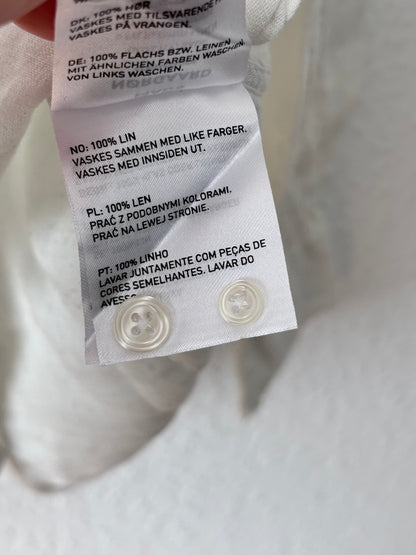 DK: 100% HØR
VASKES MED TILSVARENDE
VASKES PÅ VRANGEN.
DE: 100% FLACHS BZW. LEINEN
MIT ÄHNLICHEN FARBEN WASCHEN.
VON LINKS WASCHEN.
NO: 100% LIN
VASKES SAMMEN MED LIKE FARGER.
VASKES MED INNSIDEN UT.
PL: 100% LEN
PRAĆ Z PODOBNYMI KOLORAMI.
PRAĆ NA LEWEJ STRONIE.
PT: 100% LINHO
LAVAR JUNTAMENTE COM PEÇAS DE
CORES SEMELHANTES. LAVAR DO
AVESSO